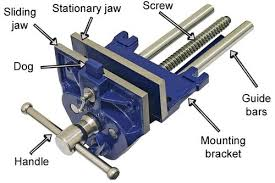 Sliding
jaw
Stationary jaw
Screw
Dog
Guide
bars
Handle
Mounting
bracket